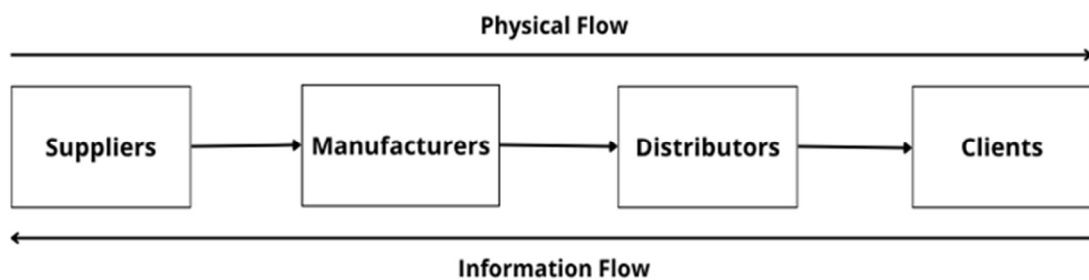 Physical Flow
Suppliers
Manufacturers
Distributors
Clients
Information Flow